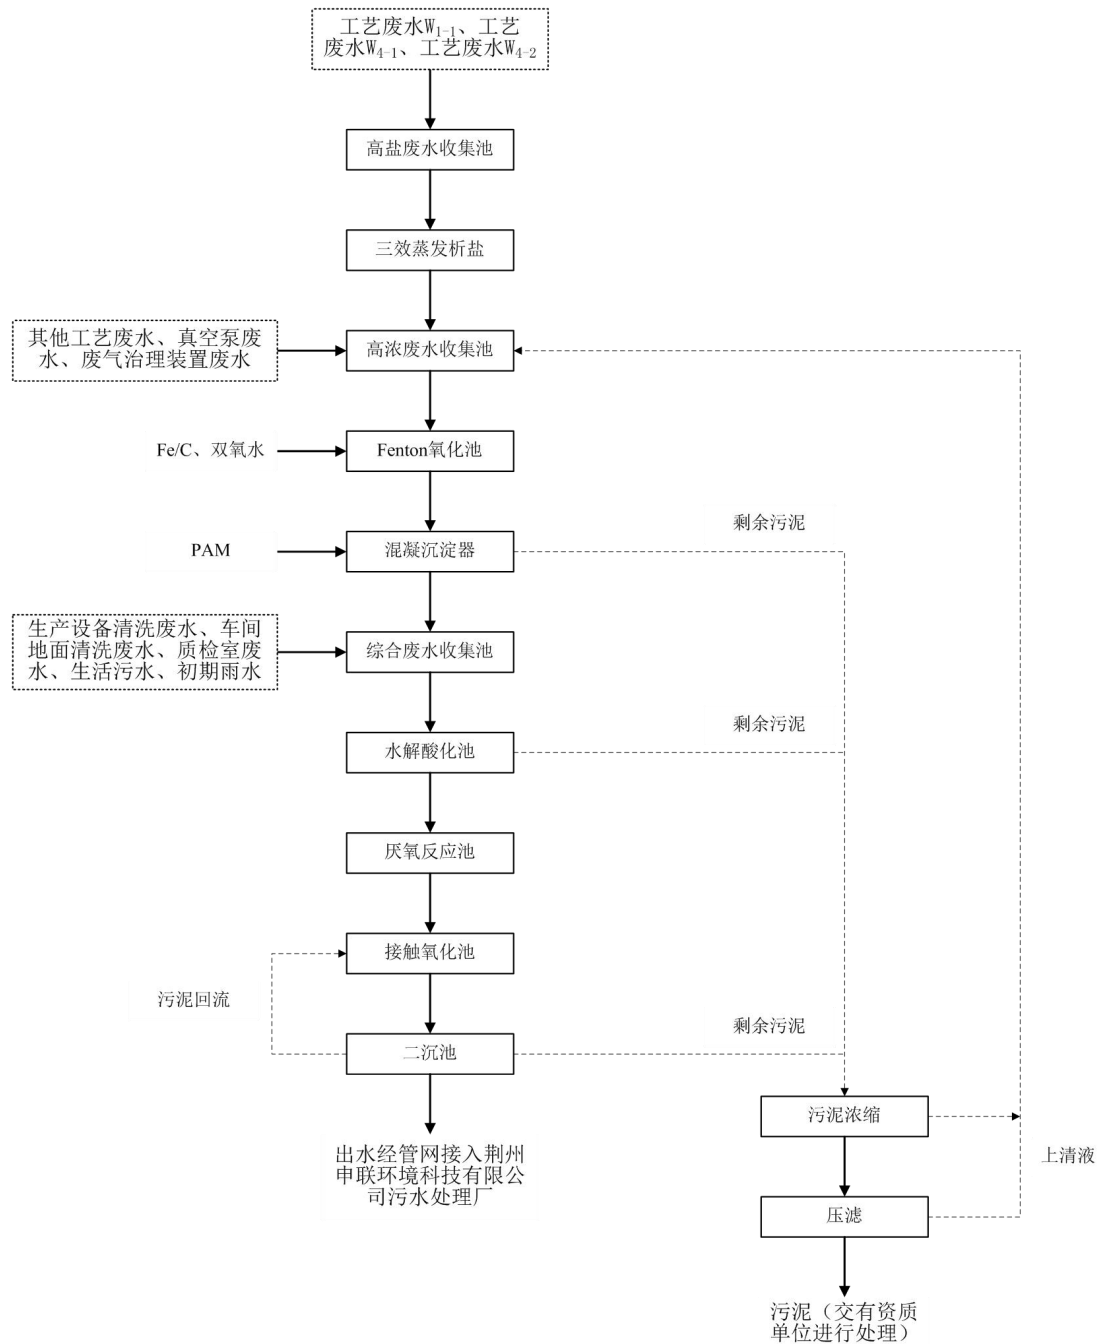 工艺废水W1-1、工艺
废水W4-1、工艺废水W4-2
高盐废水收集池
三效蒸发析盐
其他工艺废水、真空泵废
水、废气治理装置废水
高浓废水收集池
Fe/C、双氧水
Fenton氧化池
剩余污泥
PAM
混凝沉淀器
生产设备清洗废水、车间
地面清洗废水、质检室废
水、生活污水、初期雨水
综合废水收集池
剩余污泥
水解酸化池
厌氧反应池
接触氧化池
污泥回流
剩余污泥
二沉池
污泥浓缩
出水经管网接入荆州
申联环境科技有限公
司污水处理厂
上清液
压滤
污泥（交有资质
单位进行处理）